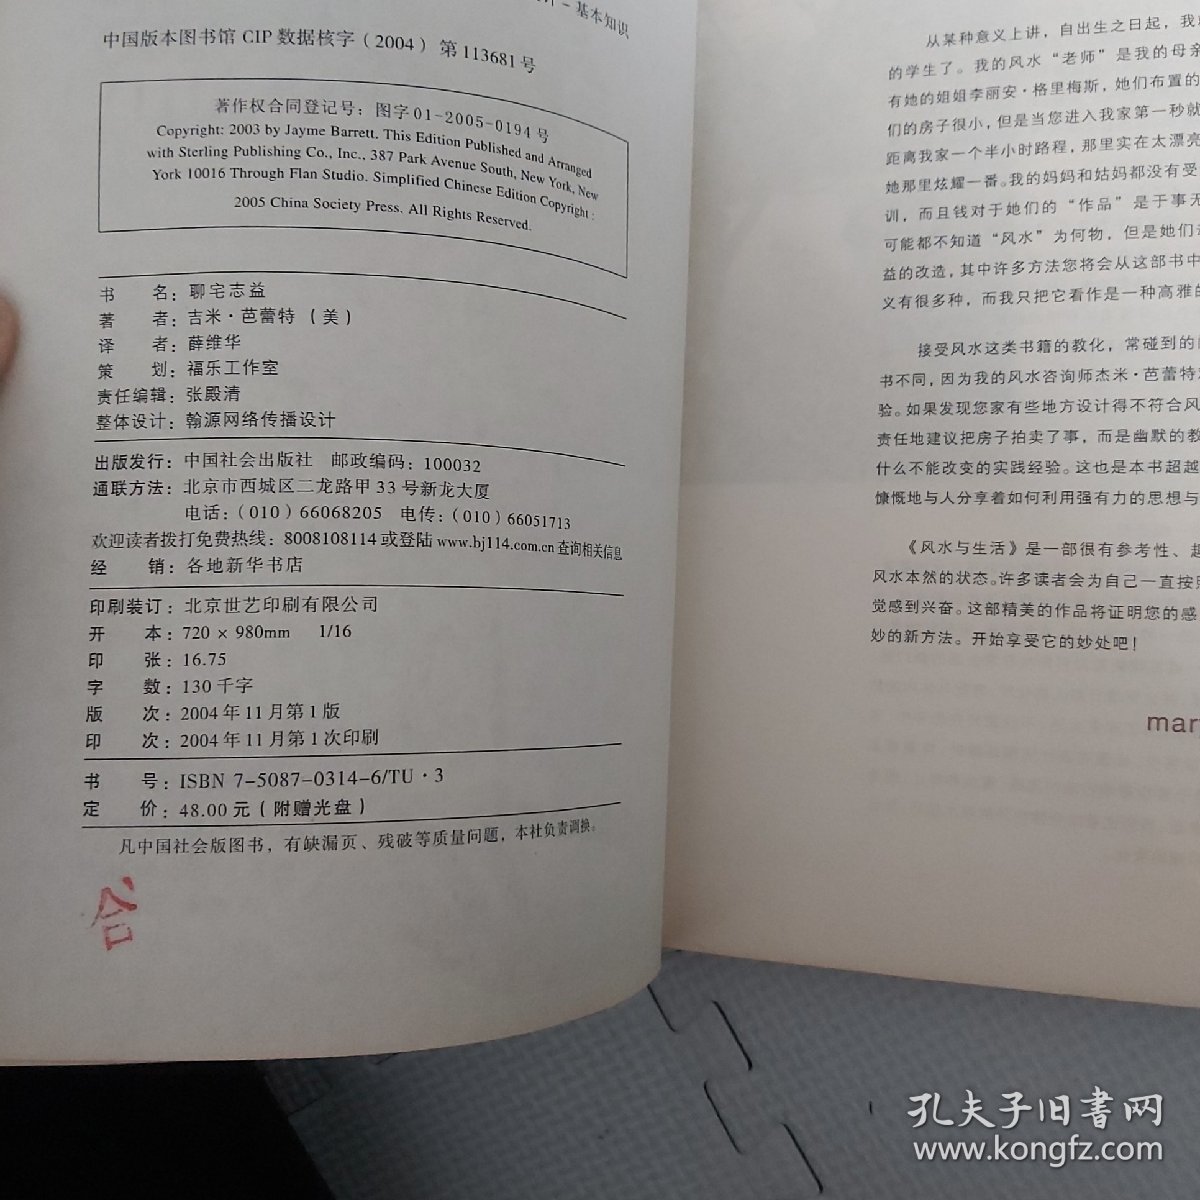 －基本知识
中国版本图书馆 CIP 数据核字（2004）第 113681 号
著作权合同登记号：图字 01-2005-0194 号
Copyright: 2003 by Jayme Barrett. This Edition Published and Arranged
with Sterling Publishing Co., Inc., 387 Park Avenue South, New York, New
York 10016 Through Flan Studio. Simplified Chinese Edition Copyright:
2005 China Society Press. All Rights Reserved.
书　　名：聊宅志益
著　　者：吉米·芭蕾特（美）
译　　者：薛维华
策　　划：福乐工作室
责任编辑：张殿清
整体设计：翰源网络传播设计
出版发行：中国社会出版社　邮政编码：100032
通联方法：北京市西城区二龙路甲 33 号新龙大厦
电话：（010）66068205　电传：（010）66051713
欢迎读者拨打免费热线：8008108114 或登陆 www.bj114.com.cn 查询相关信息
经　　销：各地新华书店
印刷装订：北京世艺印刷有限公司
开　　本：720 × 980mm　1/16
印　　张：16.75
字　　数：130 千字
版　　次：2004 年 11 月第 1 版
印　　次：2004 年 11 月第 1 次印刷
书　　号：ISBN 7-5087-0314-6/TU·3
定　　价：48.00 元（附赠光盘）
凡中国社会版图书，有缺漏页、残破等质量问题，本社负责调换。
合
从某种意义上讲，自出生之日起，我
的学生了。我的风水“老师”是我的母亲
有她的姐姐李丽安·格里梅斯，她们布置的
们的房子很小，但是当您进入我家第一秒就
距离我家一个半小时路程，那里实在太漂亮
她那里炫耀一番。我的妈妈和姑妈都没有受
训，而且钱对于她们的“作品”是于事无
可能都不知道“风水”为何物，但是她们
益的改造，其中许多方法您将会从这部书中
义有很多种，而我只把它看作是一种高雅的
接受风水这类书籍的教化，常碰到的
书不同，因为我的风水咨询师杰米·芭蕾特
验。如果发现您家有些地方设计得不符合风
责任地建议把房子拍卖了事，而是幽默的教
什么不能改变的实践经验。这也是本书超越
慷慨地与人分享着如何利用强有力的思想与
《风水与生活》是一部很有参考性、
风水本然的状态。许多读者会为自己一直按
觉感到兴奋。这部精美的作品将证明您的感
妙的新方法。开始享受它的妙处吧！
mar
孔夫子旧书网
www.kongfz.com